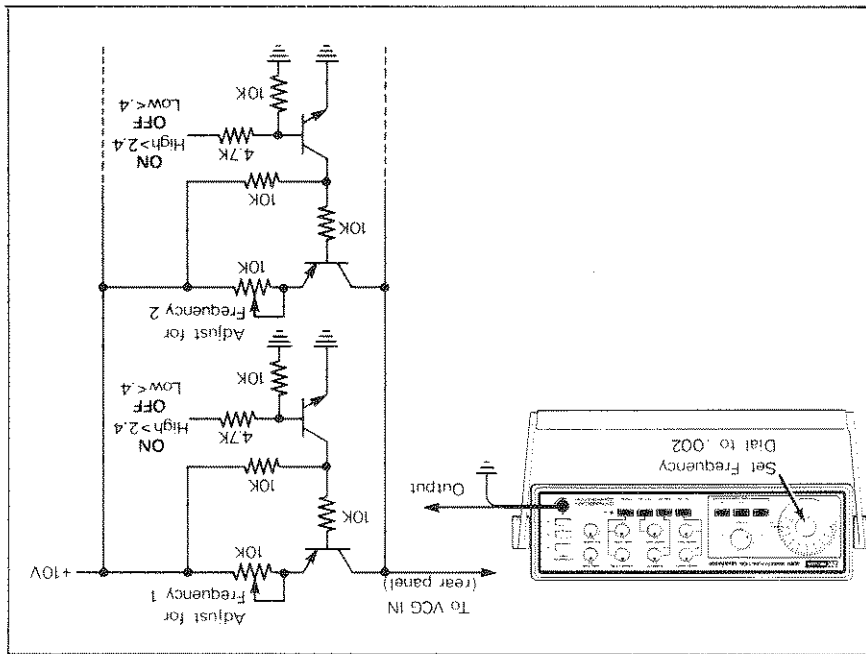 To VCG IN
(rear panel)
Adjust for
Frequency 1
10K
+10V
10K
10K
4.7K
ON
High>2.4
OFF
Low<.4
10K
Set Frequency
Dial to .002
Output
Adjust for
Frequency 2
10K
10K
10K
4.7K
ON
High>2.4
OFF
Low<.4
10K